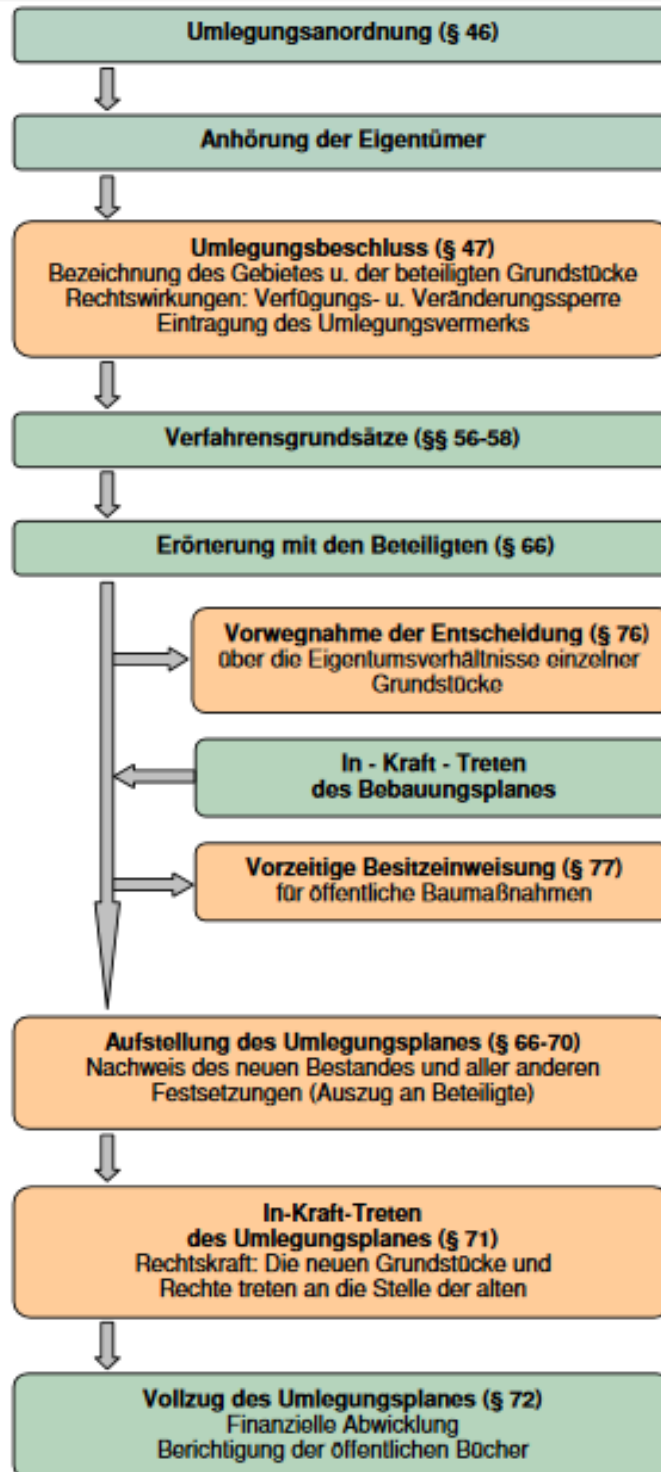 Umlegungsanordnung (§ 46)
Anhörung der Eigentümer
Umlegungsbeschluss (§ 47)
Bezeichnung des Gebietes u. der beteiligten Grundstücke
Rechtswirkungen: Verfügungs- u. Veränderungssperre
Eintragung des Umlegungsvermerks
Verfahrensgrundsätze (§§ 56-58)
Erörterung mit den Beteiligten (§ 66)
Vorwegnahme der Entscheidung (§ 76)
über die Eigentumsverhältnisse einzelner
Grundstücke
In - Kraft - Treten
des Bebauungsplanes
Vorzeitige Besitzeinweisung (§ 77)
für öffentliche Baumaßnahmen
Aufstellung des Umlegungsplanes (§ 66-70)
Nachweis des neuen Bestandes und aller anderen
Festsetzungen (Auszug an Beteiligte)
In-Kraft-Treten
des Umlegungsplanes (§ 71)
Rechtskraft: Die neuen Grundstücke und
Rechte treten an die Stelle der alten
Vollzug des Umlegungsplanes (§ 72)
Finanzielle Abwicklung
Berichtigung der öffentlichen Bücher